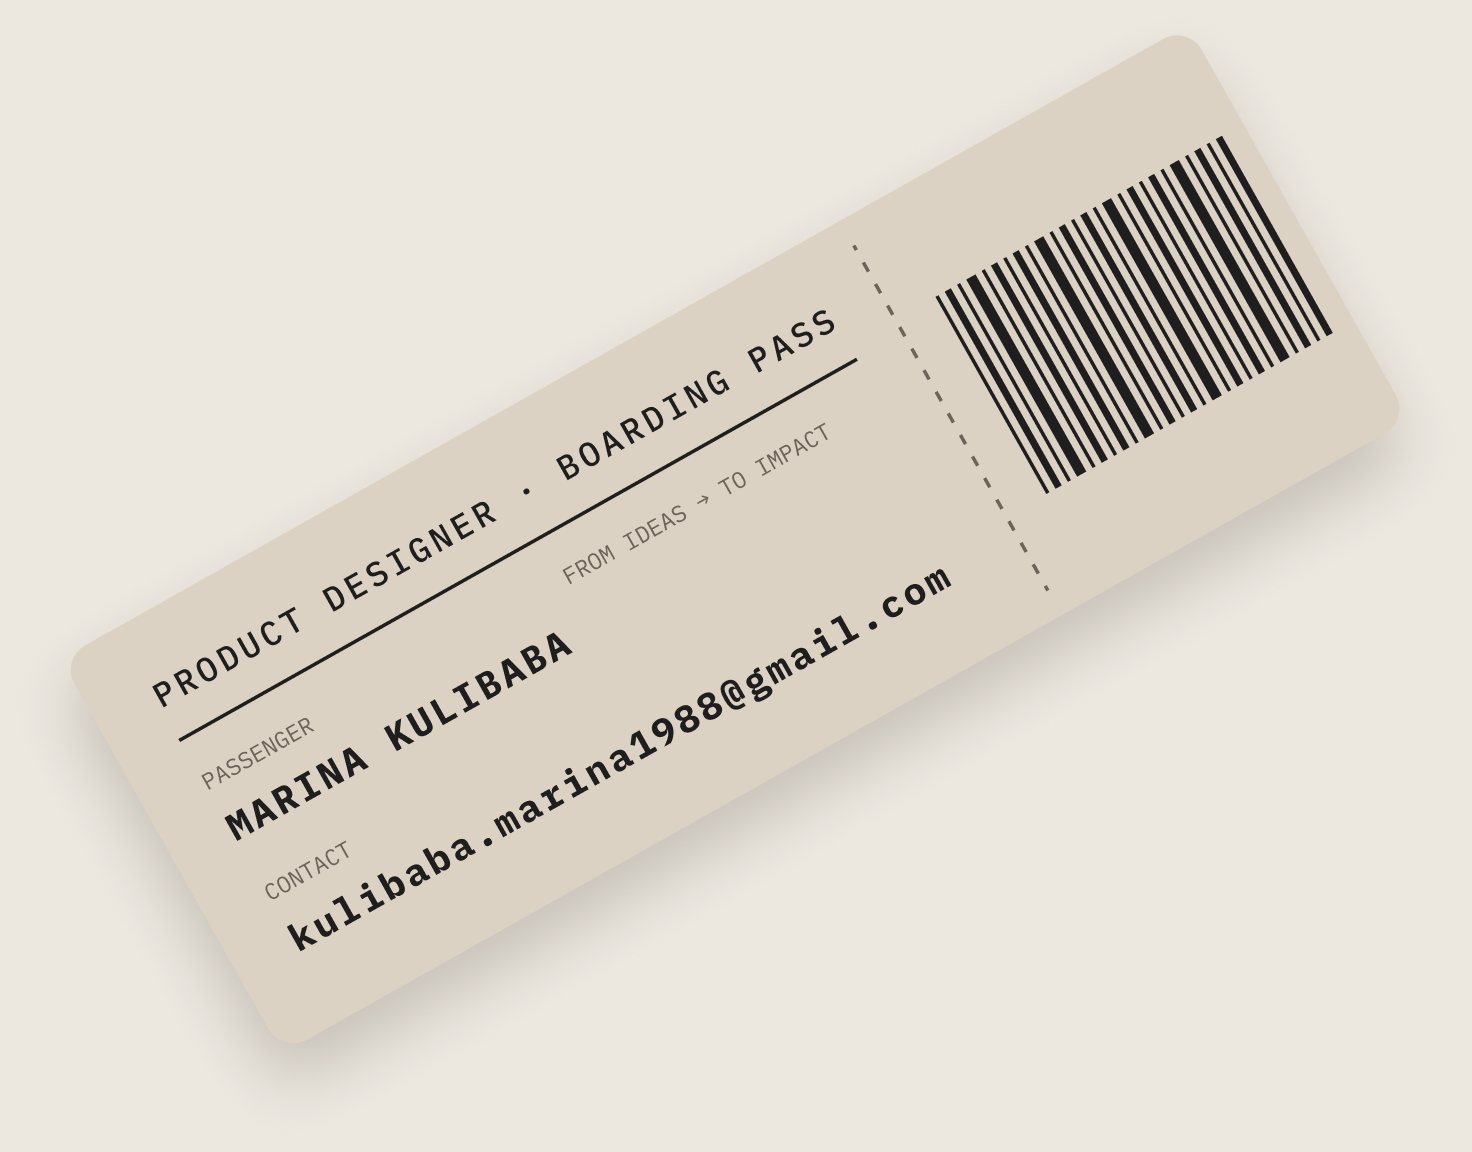 PRODUCT DESIGNER · BOARDING PASS
FROM IDEAS → TO IMPACT
PASSENGER
MARINA KULIBABA
CONTACT
kulibaba.marina1988@gmail.com